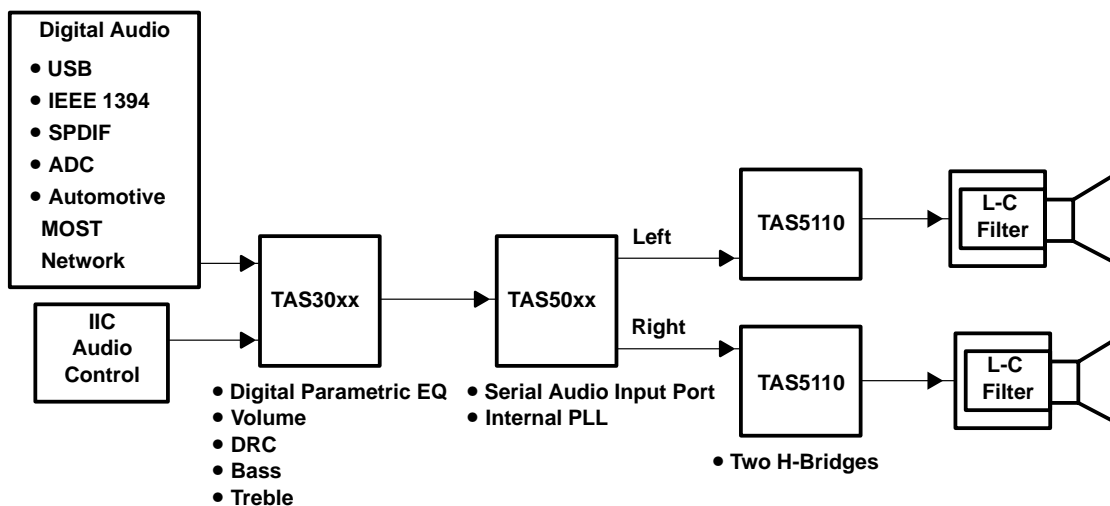 Digital Audio
• USB
• IEEE 1394
• SPDIF
• ADC
• Automotive
MOST
Network
IIC
Audio
Control
TAS30xx
• Digital Parametric EQ
• Volume
• DRC
• Bass
• Treble
TAS50xx
• Serial Audio Input Port
• Internal PLL
Left
Right
TAS5110
L-C
Filter
TAS5110
L-C
Filter
• Two H-Bridges